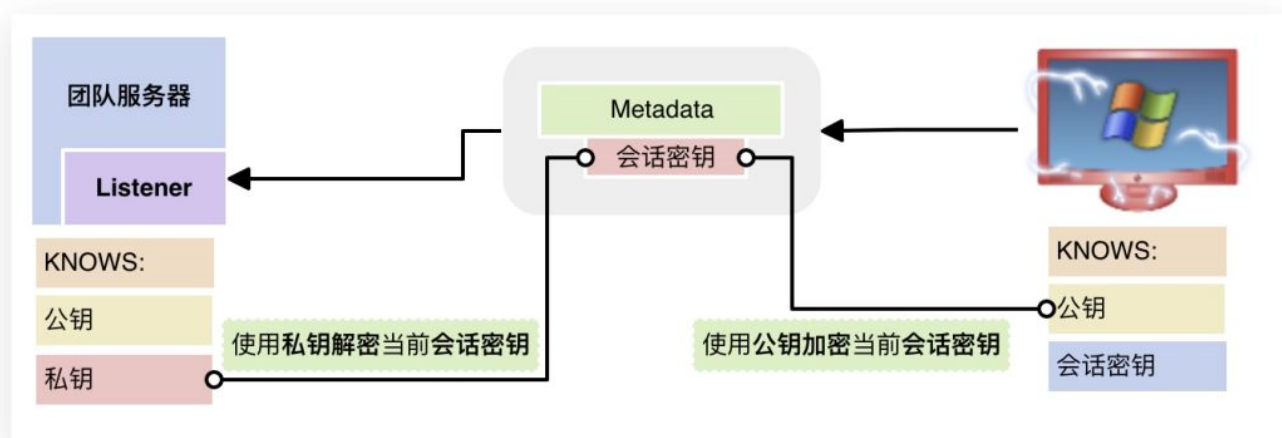 团队服务器
Listener
KNOWS:
公钥
私钥
使用私钥解密当前会话密钥
Metadata
会话密钥
使用公钥加密当前会话密钥
KNOWS:
公钥
会话密钥